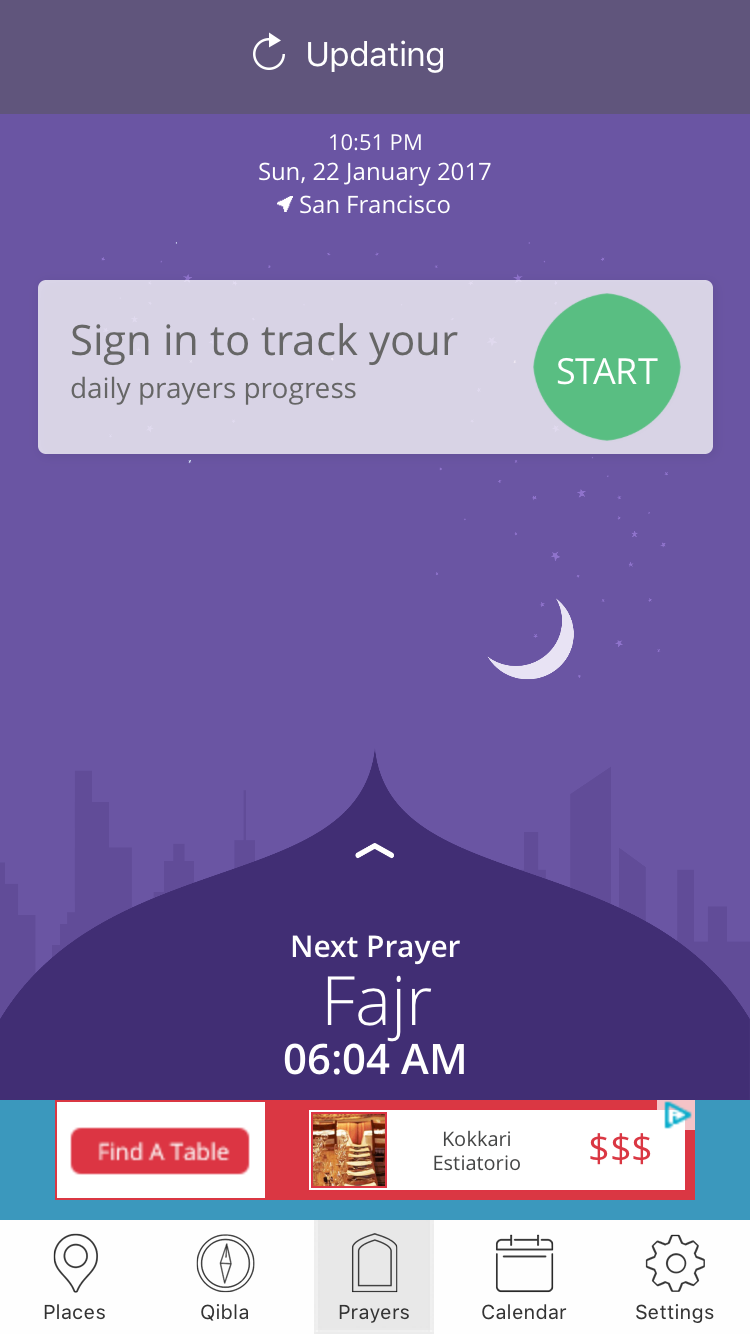 Updating
10:51 PM
Sun, 22 January 2017
San Francisco
Sign in to track your
daily prayers progress
START
Next Prayer
Fajr
06:04 AM
Find A Table
Kokkari
Estiatorio
$$$
Places
Qibla
Prayers
Calendar
Settings